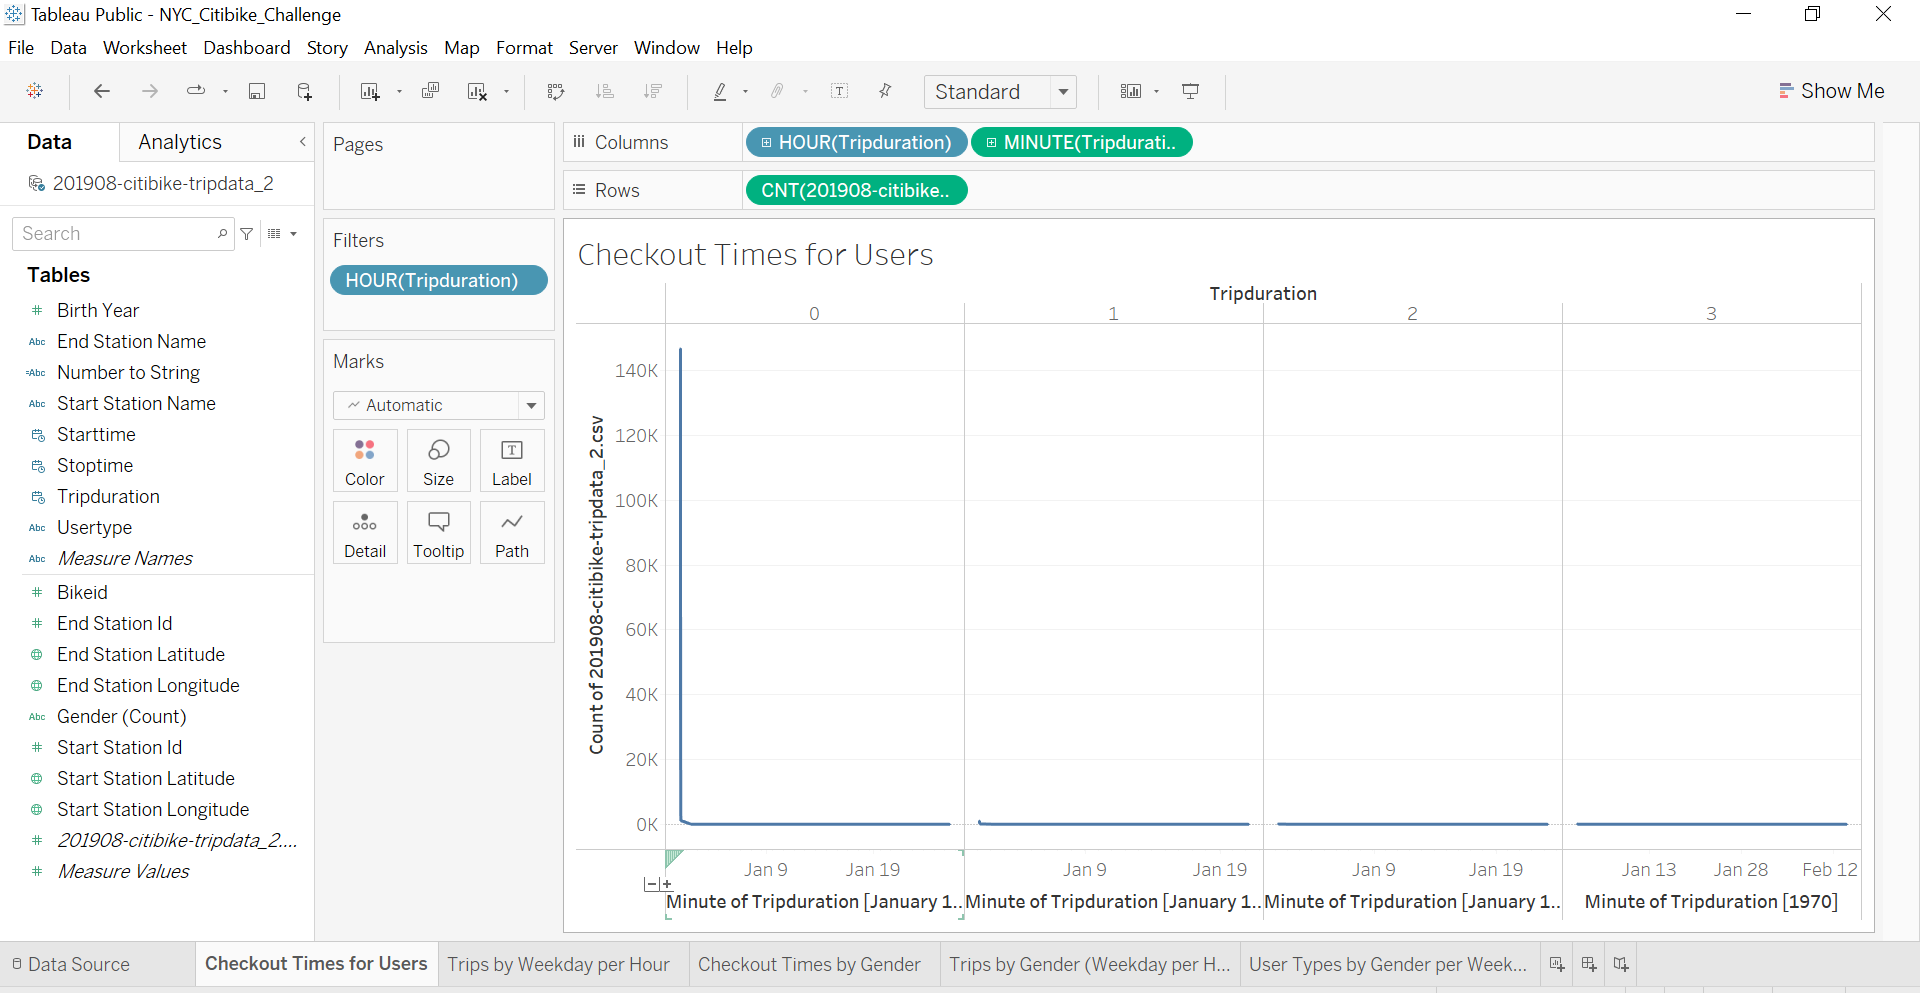 Tableau Public - NYC_Citibike_Challenge
File Data Worksheet Dashboard Story Analysis Map Format Server Window Help
Standard
Show Me
Data
Analytics
201908-citibike-tripdata_2
Search
Tables
# Birth Year
Abc End Station Name
=Abc Number to String
Abc Start Station Name
Starttime
Stoptime
Tripduration
Abc Usertype
Abc Measure Names
# Bikeid
# End Station Id
End Station Latitude
End Station Longitude
Abc Gender (Count)
# Start Station Id
Start Station Latitude
Start Station Longitude
# 201908-citibike-tripdata_2....
# Measure Values
Pages
Filters
HOUR(Tripduration)
Marks
Automatic
Color Size Label
Detail Tooltip Path
Columns
HOUR(Tripduration)
MINUTE(Tripdurati..
Rows
CNT(201908-citibike..
Checkout Times for Users
Tripduration
0 1 2 3
140K
120K
100K
80K
60K
40K
20K
0K
Count of 201908-citibike-tripdata_2.csv
Jan 9 Jan 19 Jan 9 Jan 19 Jan 9 Jan 19 Jan 13 Jan 28 Feb 12
Minute of Tripduration [January 1..
Minute of Tripduration [January 1..
Minute of Tripduration [January 1..
Minute of Tripduration [1970]
Data Source
Checkout Times for Users
Trips by Weekday per Hour
Checkout Times by Gender
Trips by Gender (Weekday per H...
User Types by Gender per Week...